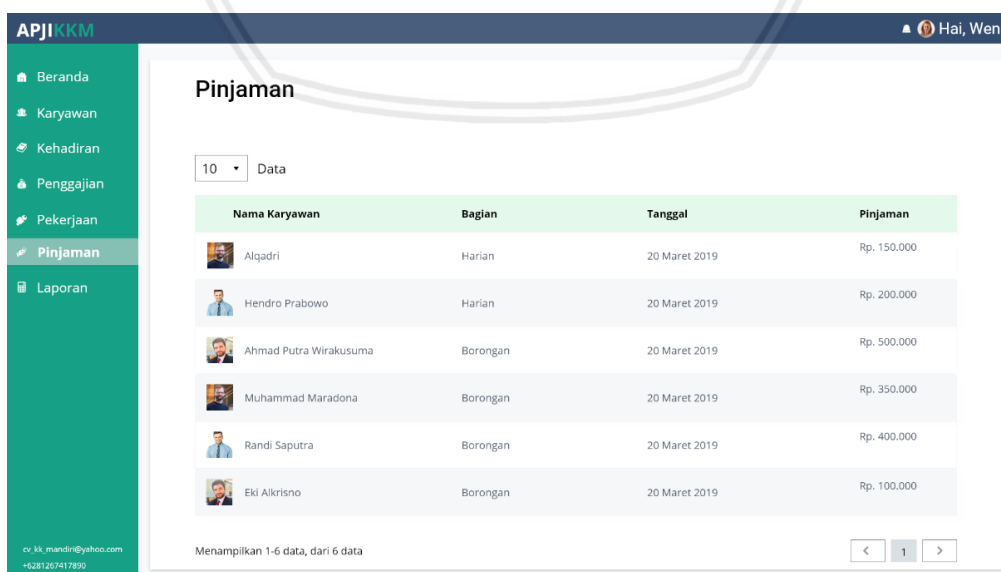 APJIKKM
Hai, Wen
Beranda
Karyawan
Kehadiran
Penggajian
Pekerjaan
Pinjaman
Laporan
cv_kk_mandiri@yahoo.com
+6281267417890
Pinjaman
10 Data
Nama Karyawan Bagian Tanggal Pinjaman
Alqadri Harian 20 Maret 2019 Rp. 150.000
Hendro Prabowo Harian 20 Maret 2019 Rp. 200.000
Ahmad Putra Wirakusuma Borongan 20 Maret 2019 Rp. 500.000
Muhammad Maradona Borongan 20 Maret 2019 Rp. 350.000
Randi Saputra Borongan 20 Maret 2019 Rp. 400.000
Eki Alkrisno Borongan 20 Maret 2019 Rp. 100.000
Menampilkan 1-6 data, dari 6 data
< 1 >